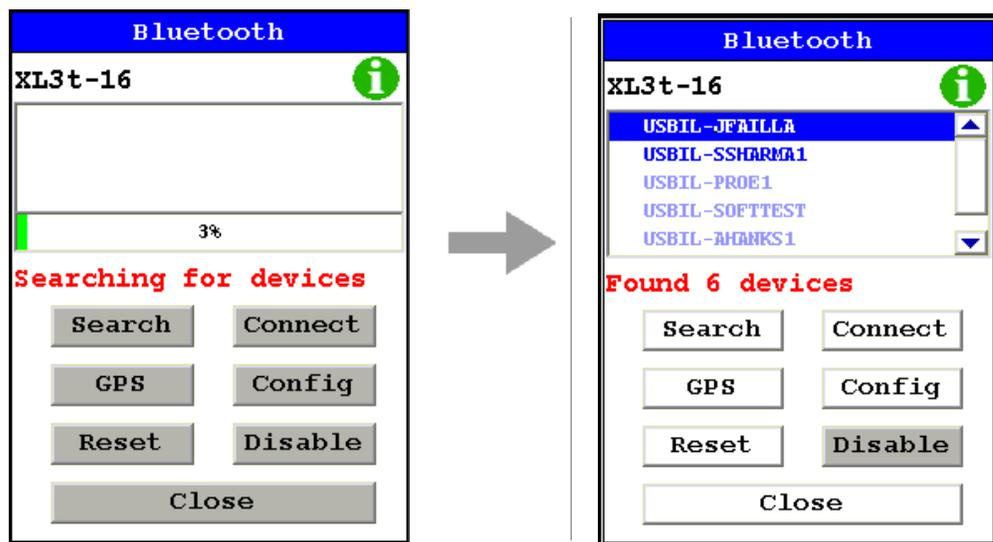 Bluetooth
XL3t-16
3%
Searching for devices
Search Connect
GPS Config
Reset Disable
Close
Bluetooth
XL3t-16
USBIL-JFAILLA
USBIL-SSHARMA1
USBIL-PROE1
USBIL-SOFTTEST
USBIL-AHANKS1
Found 6 devices
Search Connect
GPS Config
Reset Disable
Close